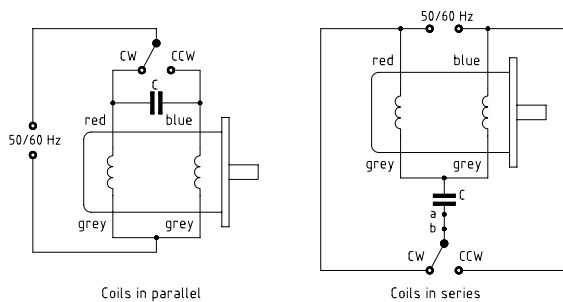 CW CCW
C
red blue
50/60 Hz
grey grey
Coils in parallel
50/60 Hz
red blue
grey grey
C
a
b
CW CCW
Coils in series